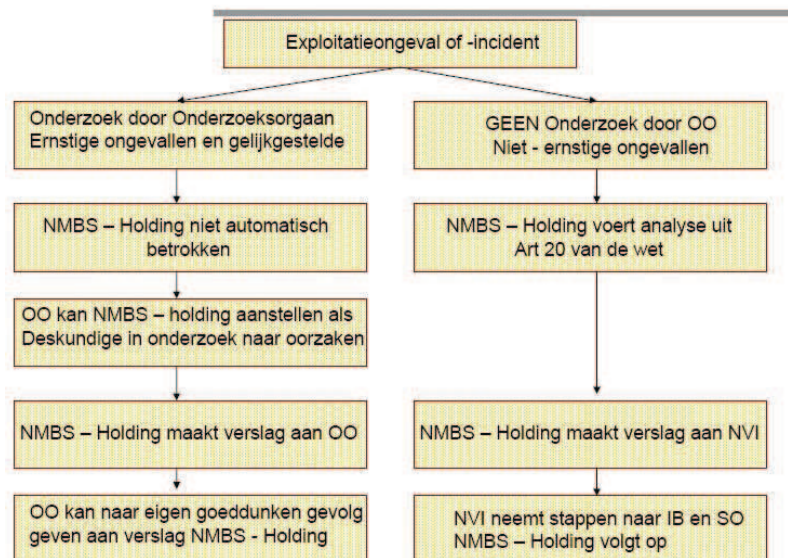 Exploitatieongeval of -incident
Onderzoek door Onderzoeksorgaan
Ernstige ongevallen en gelijkgestelde
NMBS – Holding niet automatisch
betrokken
OO kan NMBS – holding aanstellen als
Deskundige in onderzoek naar oorzaken
NMBS – Holding maakt verslag aan OO
OO kan naar eigen goeddunken gevolg
geven aan verslag NMBS - Holding
GEEN Onderzoek door OO
Niet - ernstige ongevallen
NMBS – Holding voert analyse uit
Art 20 van de wet
NMBS – Holding maakt verslag aan NVI
NVI neemt stappen naar IB en SO
NMBS – Holding volgt op